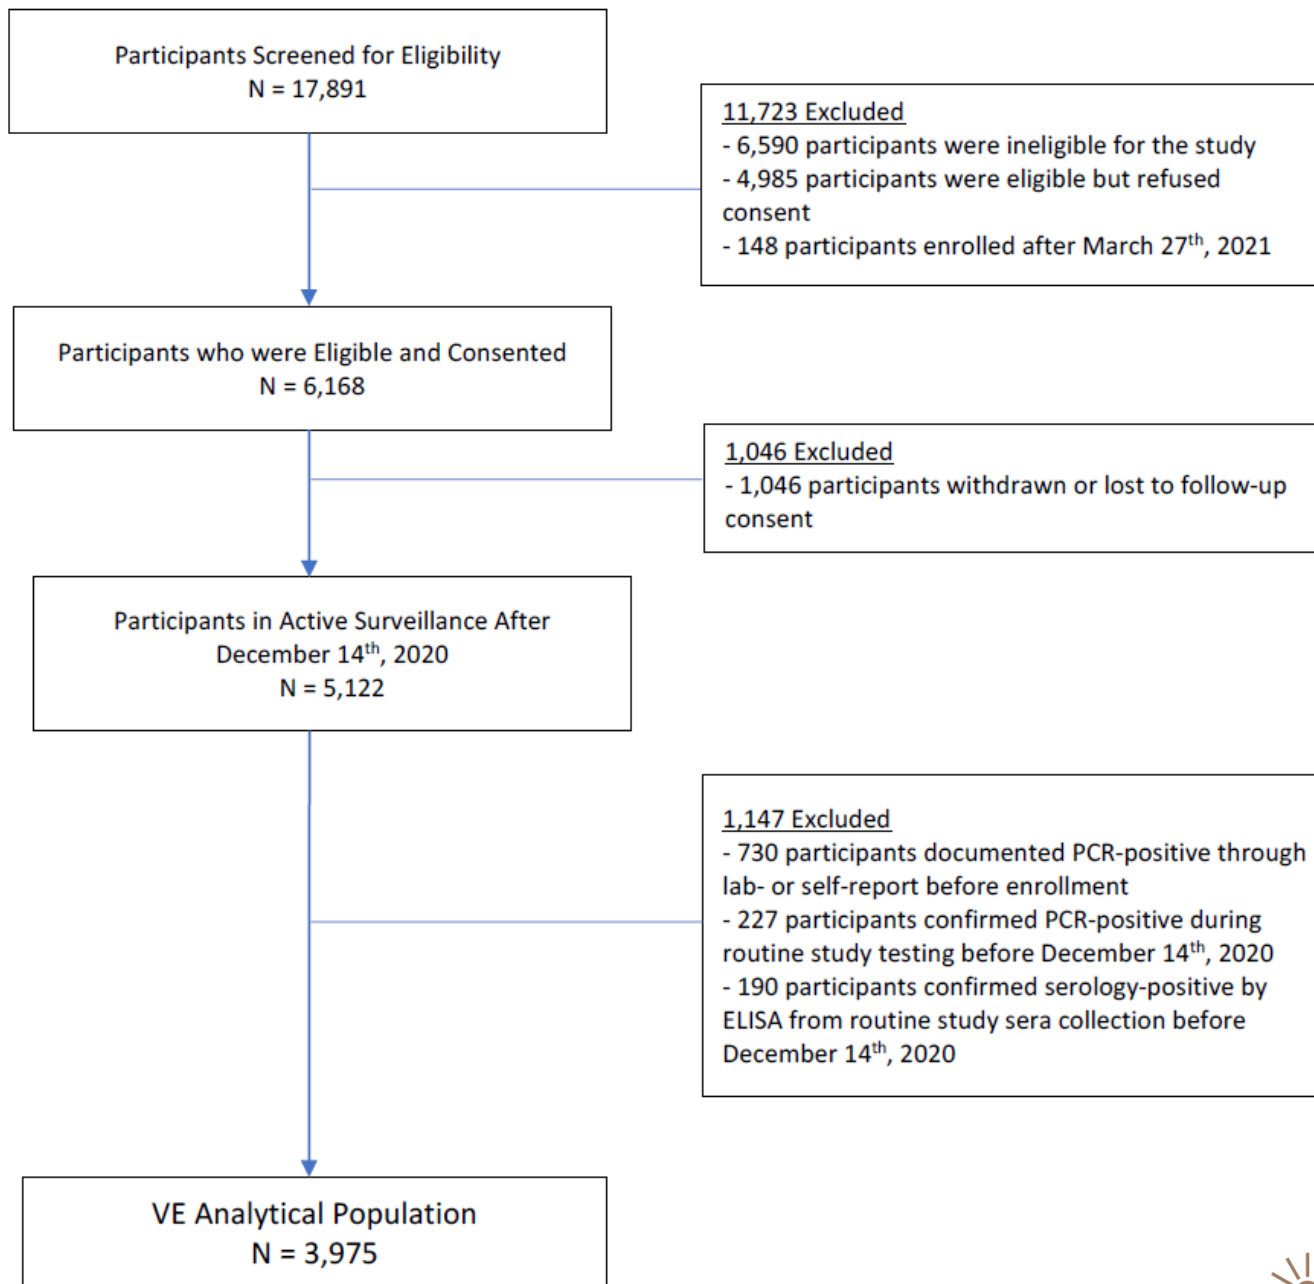 Participants Screened for Eligibility
N = 17,891
11,723 Excluded
- 6,590 participants were ineligible for the study
- 4,985 participants were eligible but refused
consent
- 148 participants enrolled after March 27th, 2021
Participants who were Eligible and Consented
N = 6,168
1,046 Excluded
- 1,046 participants withdrawn or lost to follow-up
consent
Participants in Active Surveillance After
December 14th, 2020
N = 5,122
1,147 Excluded
- 730 participants documented PCR-positive through
lab- or self-report before enrollment
- 227 participants confirmed PCR-positive during
routine study testing before December 14th, 2020
- 190 participants confirmed serology-positive by
ELISA from routine study sera collection before
December 14th, 2020
VE Analytical Population
N = 3,975